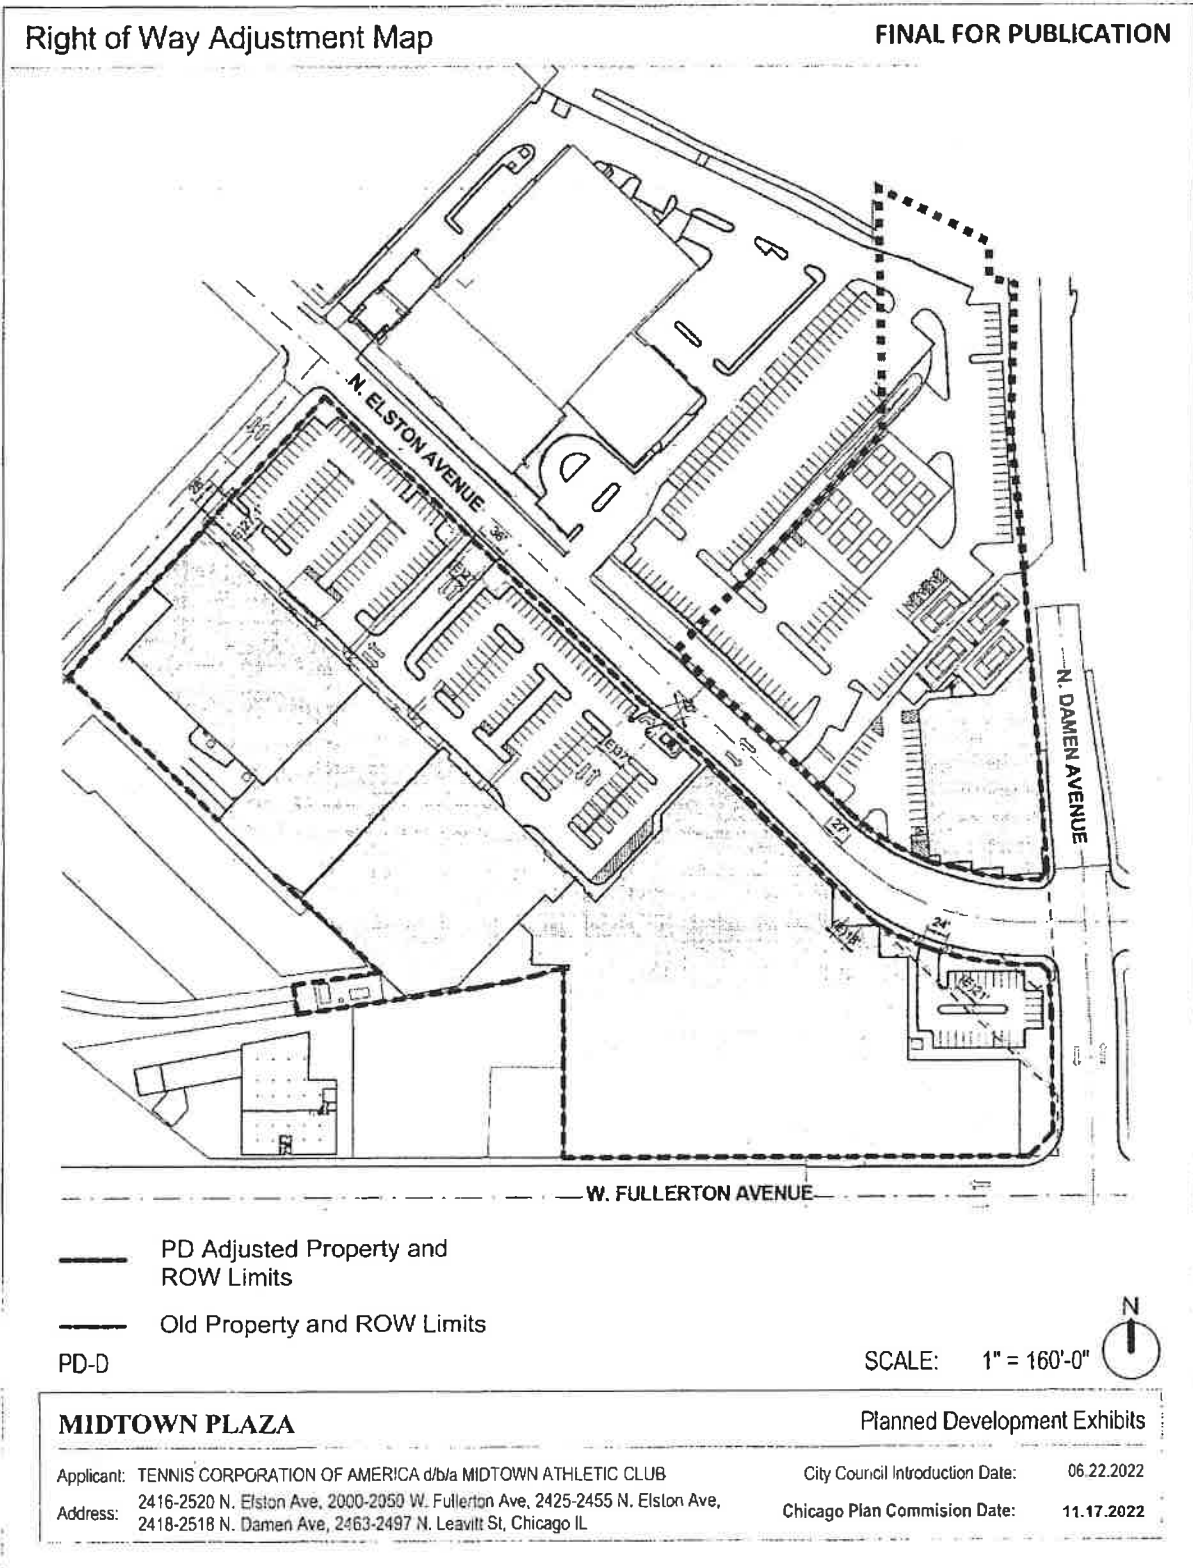 Right of Way Adjustment Map
FINAL FOR PUBLICATION
N. ELSTON AVENUE
36'
N. DAMEN AVENUE
27'
24'
(E)18'
(E)21'
W. FULLERTON AVENUE
PD Adjusted Property and
ROW Limits
Old Property and ROW Limits
PD-D
SCALE: 1" = 160'-0"
N
MIDTOWN PLAZA
Planned Development Exhibits
Applicant: TENNIS CORPORATION OF AMERICA d/b/a MIDTOWN ATHLETIC CLUB
City Council Introduction Date: 06.22.2022
Address: 2416-2520 N. Elston Ave, 2000-2050 W. Fullerton Ave, 2425-2455 N. Elston Ave,
2418-2518 N. Damen Ave, 2463-2497 N. Leavitt St, Chicago IL
Chicago Plan Commision Date: 11.17.2022